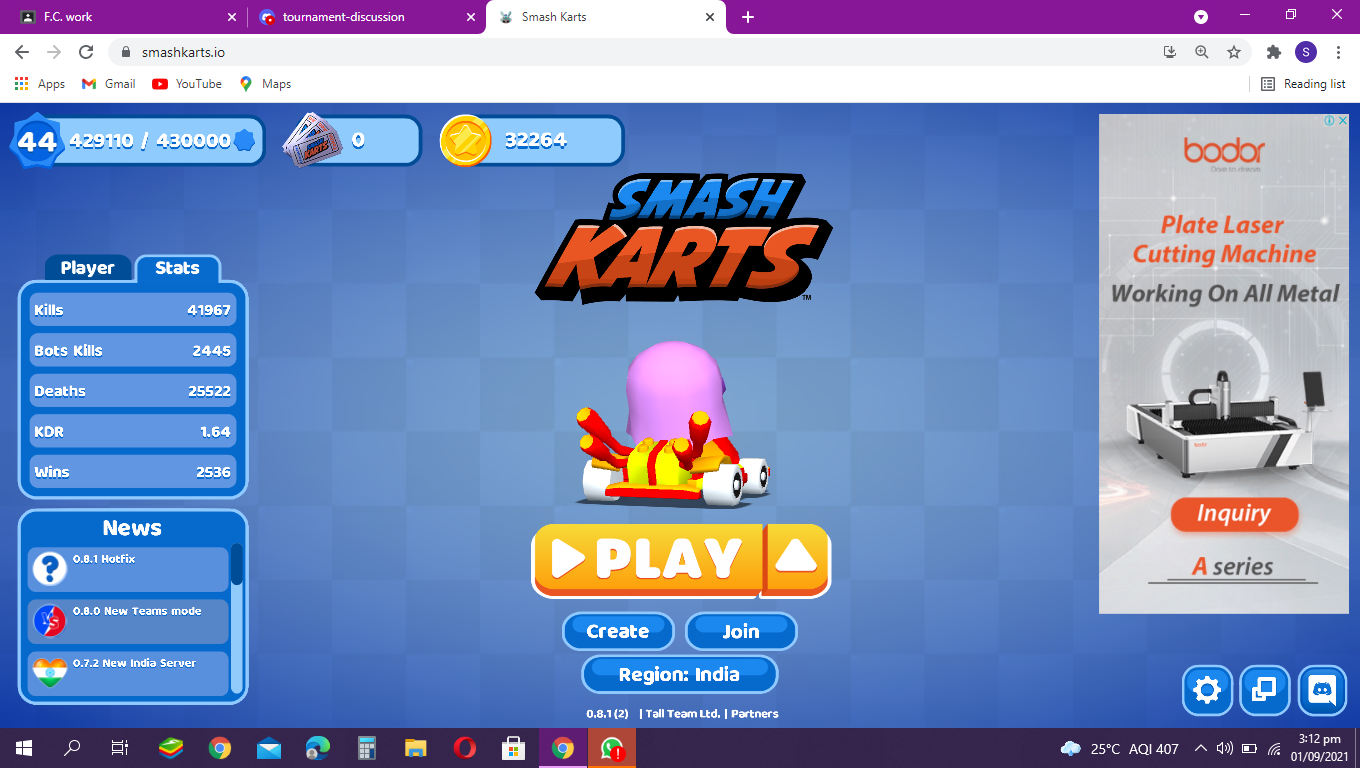 F.C. work
tournament-discussion
Smash Karts
smashkarts.io
S
Apps
Gmail
YouTube
Maps
Reading list
44
429110 / 430000
0
32264
SMASH
KARTS
TM
Player
Stats
Kills 41967
Bots Kills 2445
Deaths 25522
KDR 1.64
Wins 2536
News
0.8.1 Hotfix
VS
0.8.0 New Teams mode
0.7.2 New India Server
PLAY
Create
Join
Region: India
0.8.1 (2) | Tall Team Ltd. | Partners
bodor
Dare to dream
Plate Laser
Cutting Machine
Working On All Metal
bodor
Inquiry
A series
25°C AQI 407
3:12 pm
01/09/2021